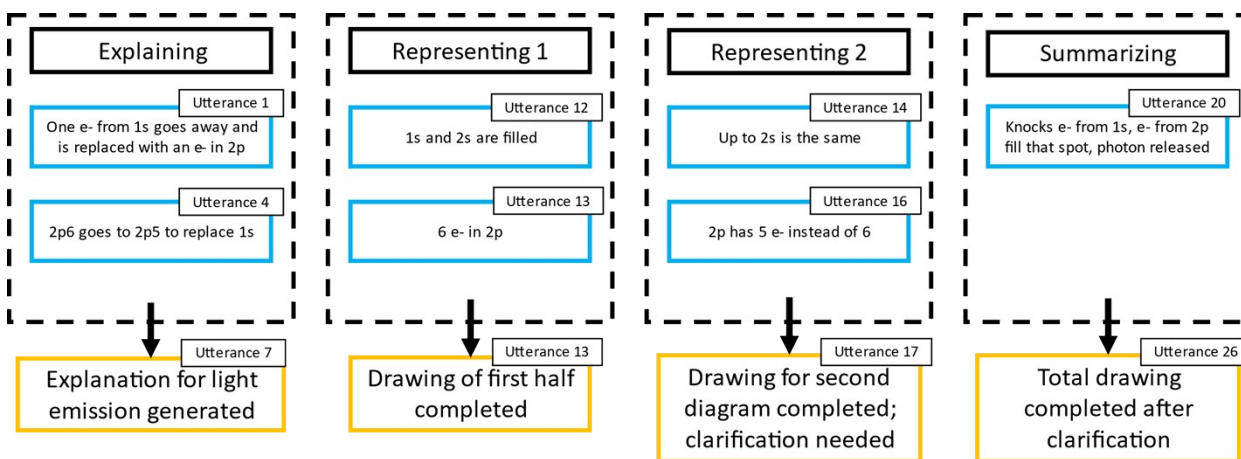 Explaining
Utterance 1
One e- from 1s goes away and
is replaced with an e- in 2p
Utterance 4
2p6 goes to 2p5 to replace 1s
Utterance 7
Explanation for light
emission generated
Representing 1
Utterance 12
1s and 2s are filled
Utterance 13
6 e- in 2p
Utterance 13
Drawing of first half
completed
Representing 2
Utterance 14
Up to 2s is the same
Utterance 16
2p has 5 e- instead of 6
Utterance 17
Drawing for second
diagram completed;
clarification needed
Summarizing
Utterance 20
Knocks e- from 1s, e- from 2p
fill that spot, photon released
Utterance 26
Total drawing
completed after
clarification